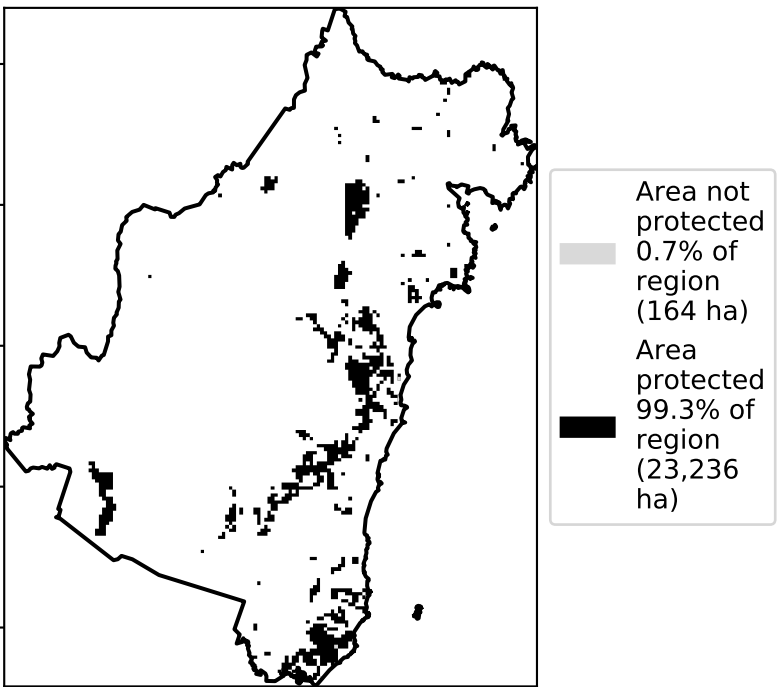 Area not
protected
0.7% of
region
(164 ha)
Area
protected
99.3% of
region
(23,236
ha)